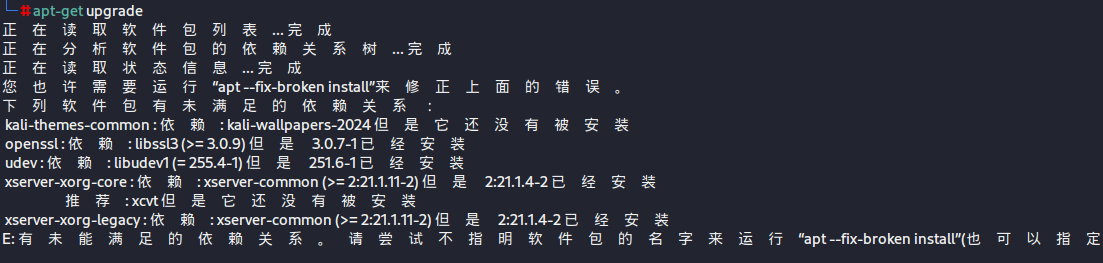 #apt-get upgrade
正在读取软件包列表...完成
正在分析软件包的依赖关系树...完成
正在读取状态信息...完成
您也许需要运行“apt --fix-broken install”来修正上面的错误。
下列软件包有未满足的依赖关系：
kali-themes-common : 依赖 : kali-wallpapers-2024 但是它还没有被安装
openssl : 依赖 : libssl3 (>= 3.0.9) 但是 3.0.7-1 已经安装
udev : 依赖 : libudev1 (= 255.4-1) 但是 251.6-1 已经安装
xserver-xorg-core : 依赖 : xserver-common (>= 2:21.1.11-2) 但是 2:21.1.4-2 已经安装
推荐 : xcvt 但是它还没有被安装
xserver-xorg-legacy : 依赖 : xserver-common (>= 2:21.1.11-2) 但是 2:21.1.4-2 已经安装
E: 有未能满足的依赖关系。请尝试不指明软件包的名字来运行“apt --fix-broken install”(也可以指定